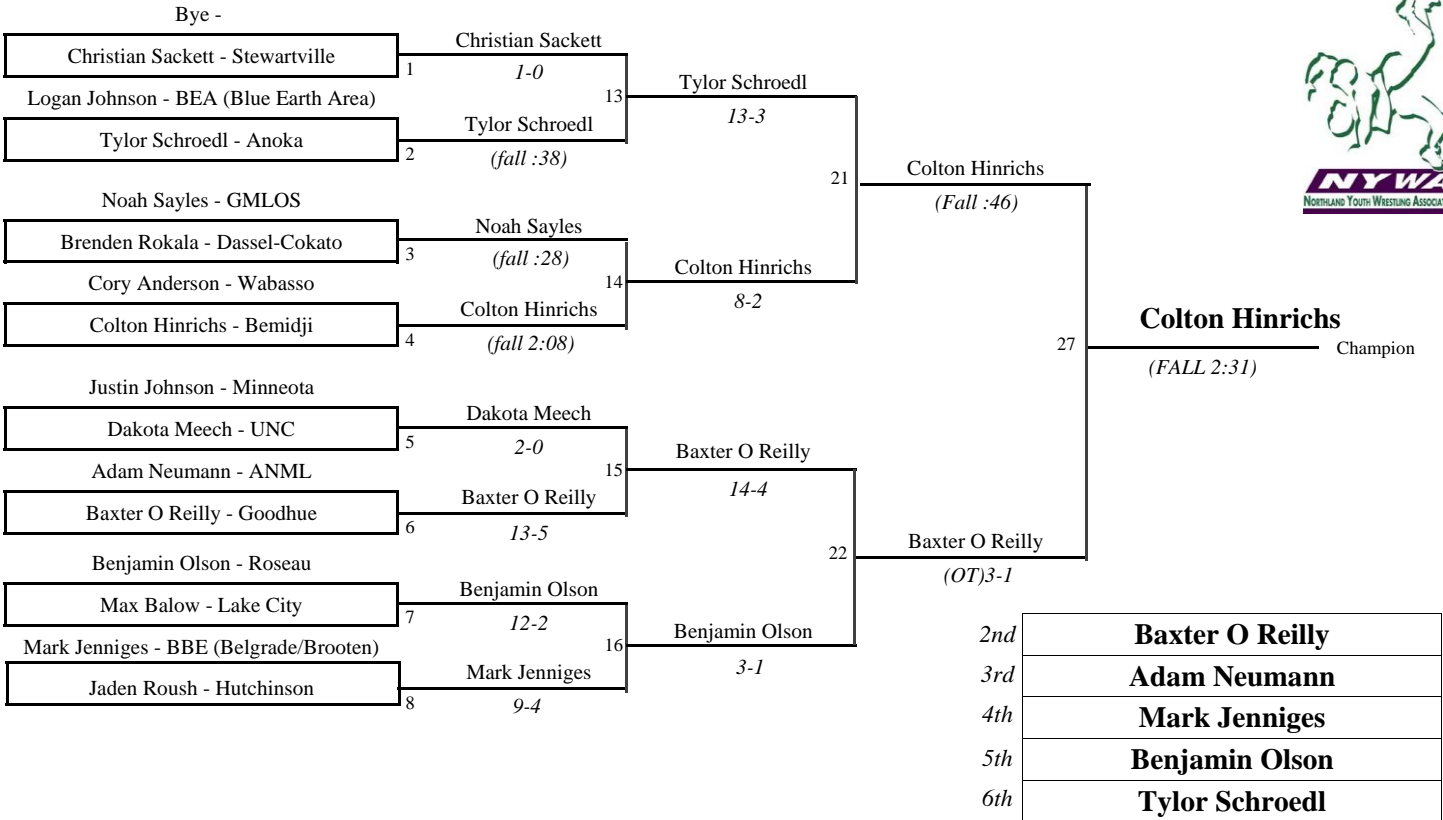 Bye -
Christian Sackett - Stewartville
1
Logan Johnson - BEA (Blue Earth Area)
Tylor Schroedl - Anoka
2
Noah Sayles - GMLOS
Brenden Rokala - Dassel-Cokato
3
Cory Anderson - Wabasso
Colton Hinrichs - Bemidji
4
Justin Johnson - Minneota
Dakota Meech - UNC
5
Adam Neumann - ANML
Baxter O Reilly - Goodhue
6
Benjamin Olson - Roseau
Max Balow - Lake City
7
Mark Jenniges - BBE (Belgrade/Brooten)
Jaden Roush - Hutchinson
8
Christian Sackett
1-0
13
Tylor Schroedl
(fall :38)
Noah Sayles
(fall :28)
14
Colton Hinrichs
(fall 2:08)
Dakota Meech
2-0
15
Baxter O Reilly
13-5
Benjamin Olson
12-2
16
Mark Jenniges
9-4
Tylor Schroedl
13-3
21
Colton Hinrichs
8-2
Baxter O Reilly
14-4
22
Benjamin Olson
3-1
Colton Hinrichs
(Fall :46)
27
Baxter O Reilly
(OT)3-1
Colton Hinrichs
Champion
(FALL 2:31)
NYWA
NORTHLAND YOUTH WRESTLING
2nd Baxter O Reilly
3rd Adam Neumann
4th Mark Jenniges
5th Benjamin Olson
6th Tylor Schroedl